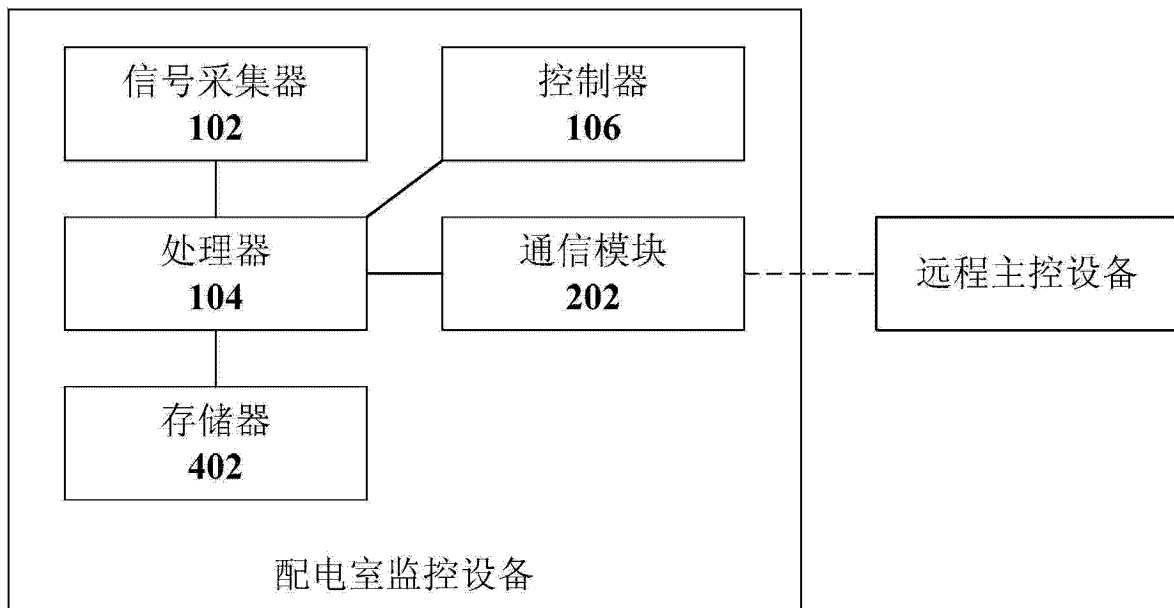 信号采集器
102
控制器
106
处理器
104
通信模块
202
远程主控设备
存储器
402
配电室监控设备